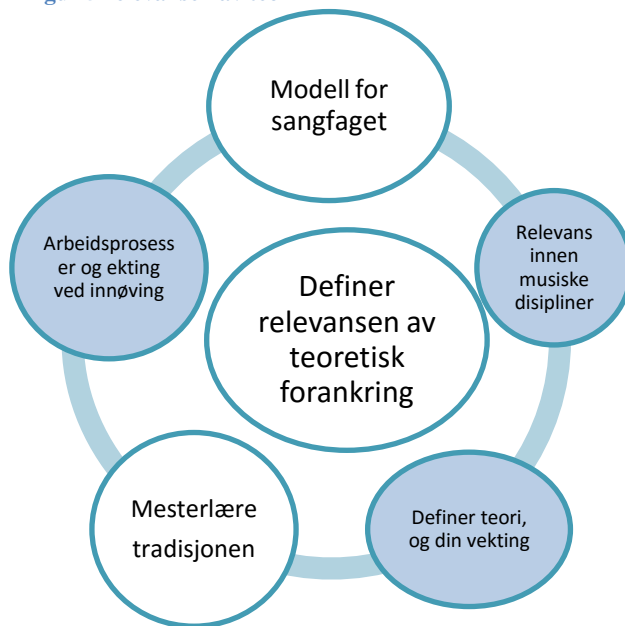 Modell for
sangfaget
Relevans
innen
musiske
disipliner
Definer teori,
og din vekting
Mesterlære
tradisjonen
Arbeidsprosess
er og ekting
ved innøving
Definer
relevansen av
teoretisk
forankring